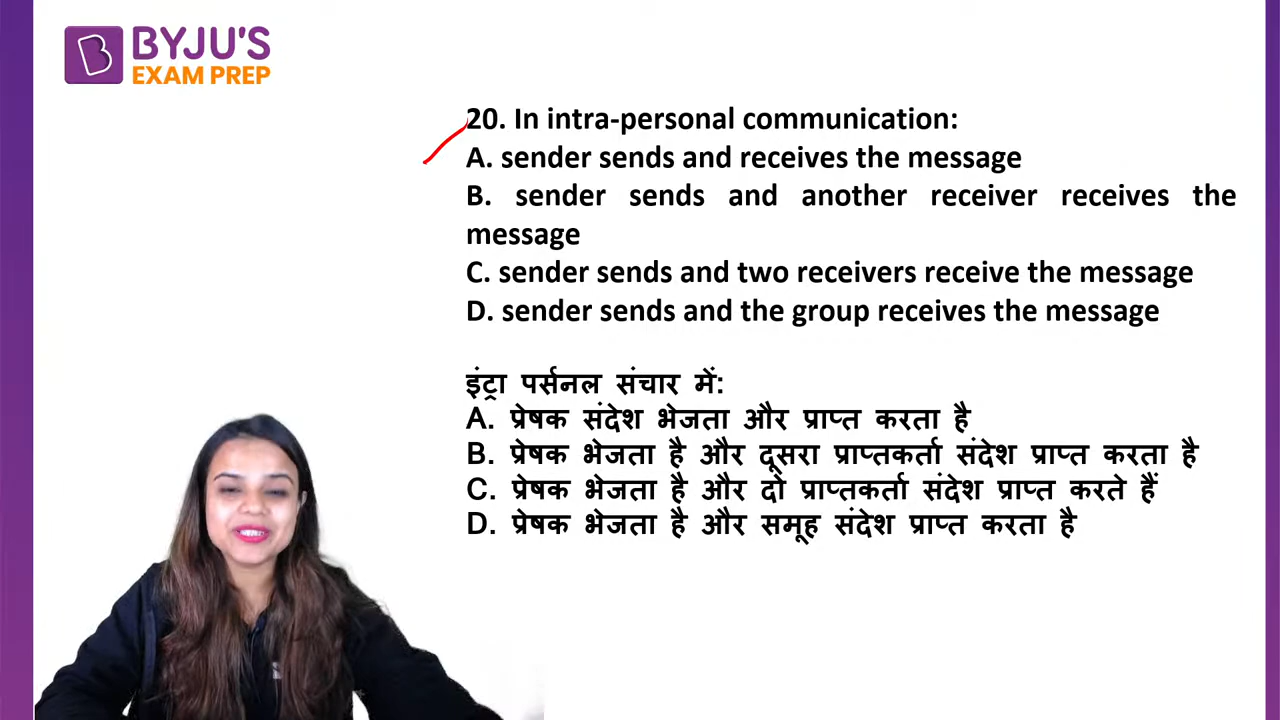 BYJU'S
EXAM PREP
20. In intra-personal communication:
A. sender sends and receives the message
B. sender sends and another receiver receives the
message
C. sender sends and two receivers receive the message
D. sender sends and the group receives the message
इंट्रा पर्सनल संचार में:
A. प्रेषक संदेश भेजता और प्राप्त करता है
B. प्रेषक भेजता है और दूसरा प्राप्तकर्ता संदेश प्राप्त करता है
C. प्रेषक भेजता है और दो प्राप्तकर्ता संदेश प्राप्त करते हैं
D. प्रेषक भेजता है और समूह संदेश प्राप्त करता है